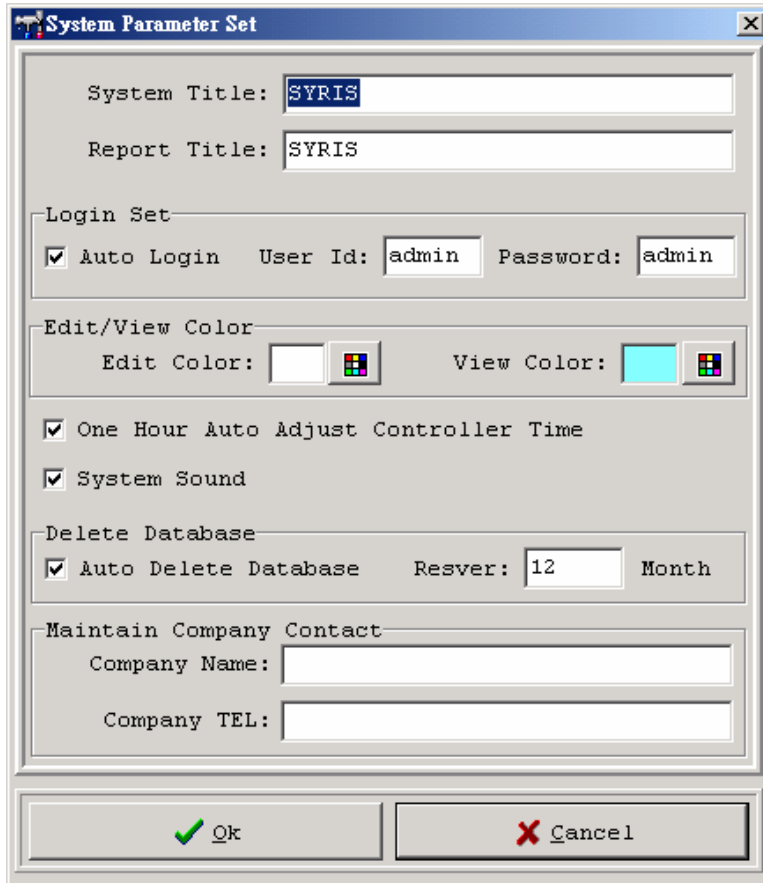 System Parameter Set
System Title: SYRIS
Report Title: SYRIS
Login Set
Auto Login User Id: admin Password: admin
Edit/View Color
Edit Color: View Color:
One Hour Auto Adjust Controller Time
System Sound
Delete Database
Auto Delete Database Resver: 12 Month
Maintain Company Contact
Company Name:
Company TEL:
Ok Cancel